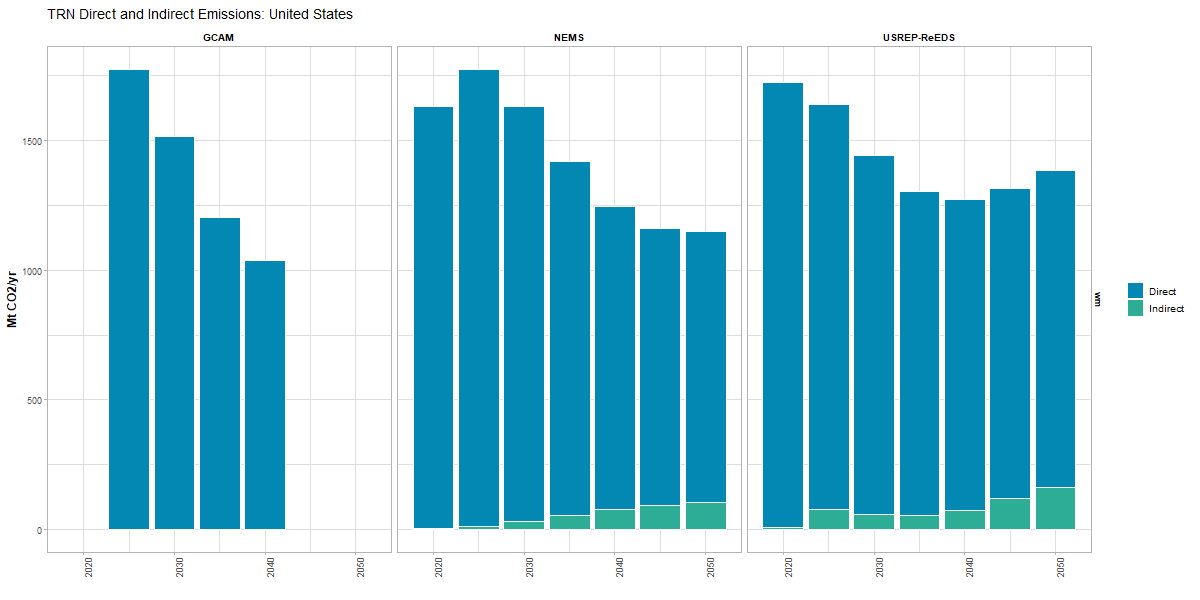 TRN Direct and Indirect Emissions: United States
GCAM
NEMS
USREP-ReEDS
Mt CO2/yr
1500
1000
500
0
wm
Direct
Indirect
2020
2030
2040
2050
2020
2030
2040
2050
2020
2030
2040
2050